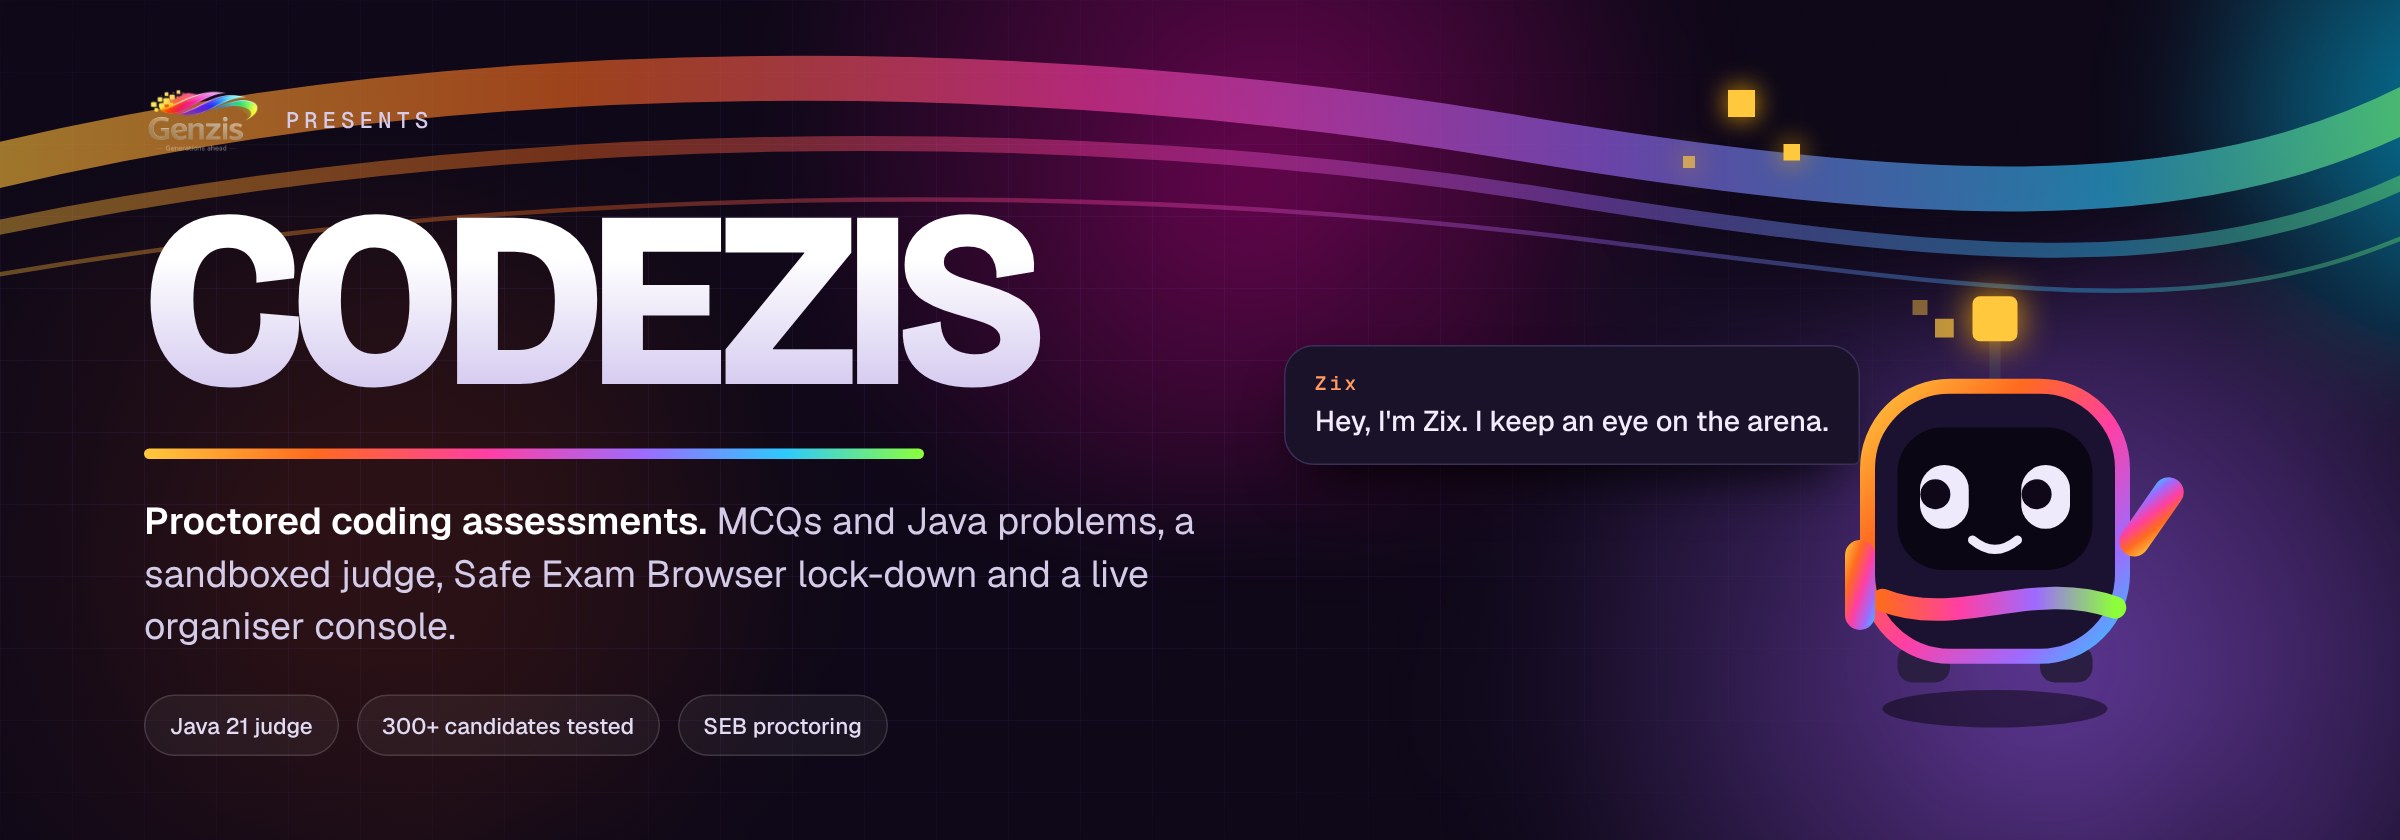 Genzis
Generations ahead
PRESENTS
CODEZIS
Zix
Hey, I'm Zix. I keep an eye on the arena.
Proctored coding assessments. MCQs and Java problems, a
sandboxed judge, Safe Exam Browser lock-down and a live
organiser console.
Java 21 judge
300+ candidates tested
SEB proctoring